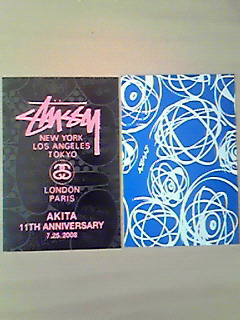 Stüssy
NEW YORK
LOS ANGELES
TOKYO
LONDON
PARIS
AKITA
11TH ANNIVERSARY
7.25.2008